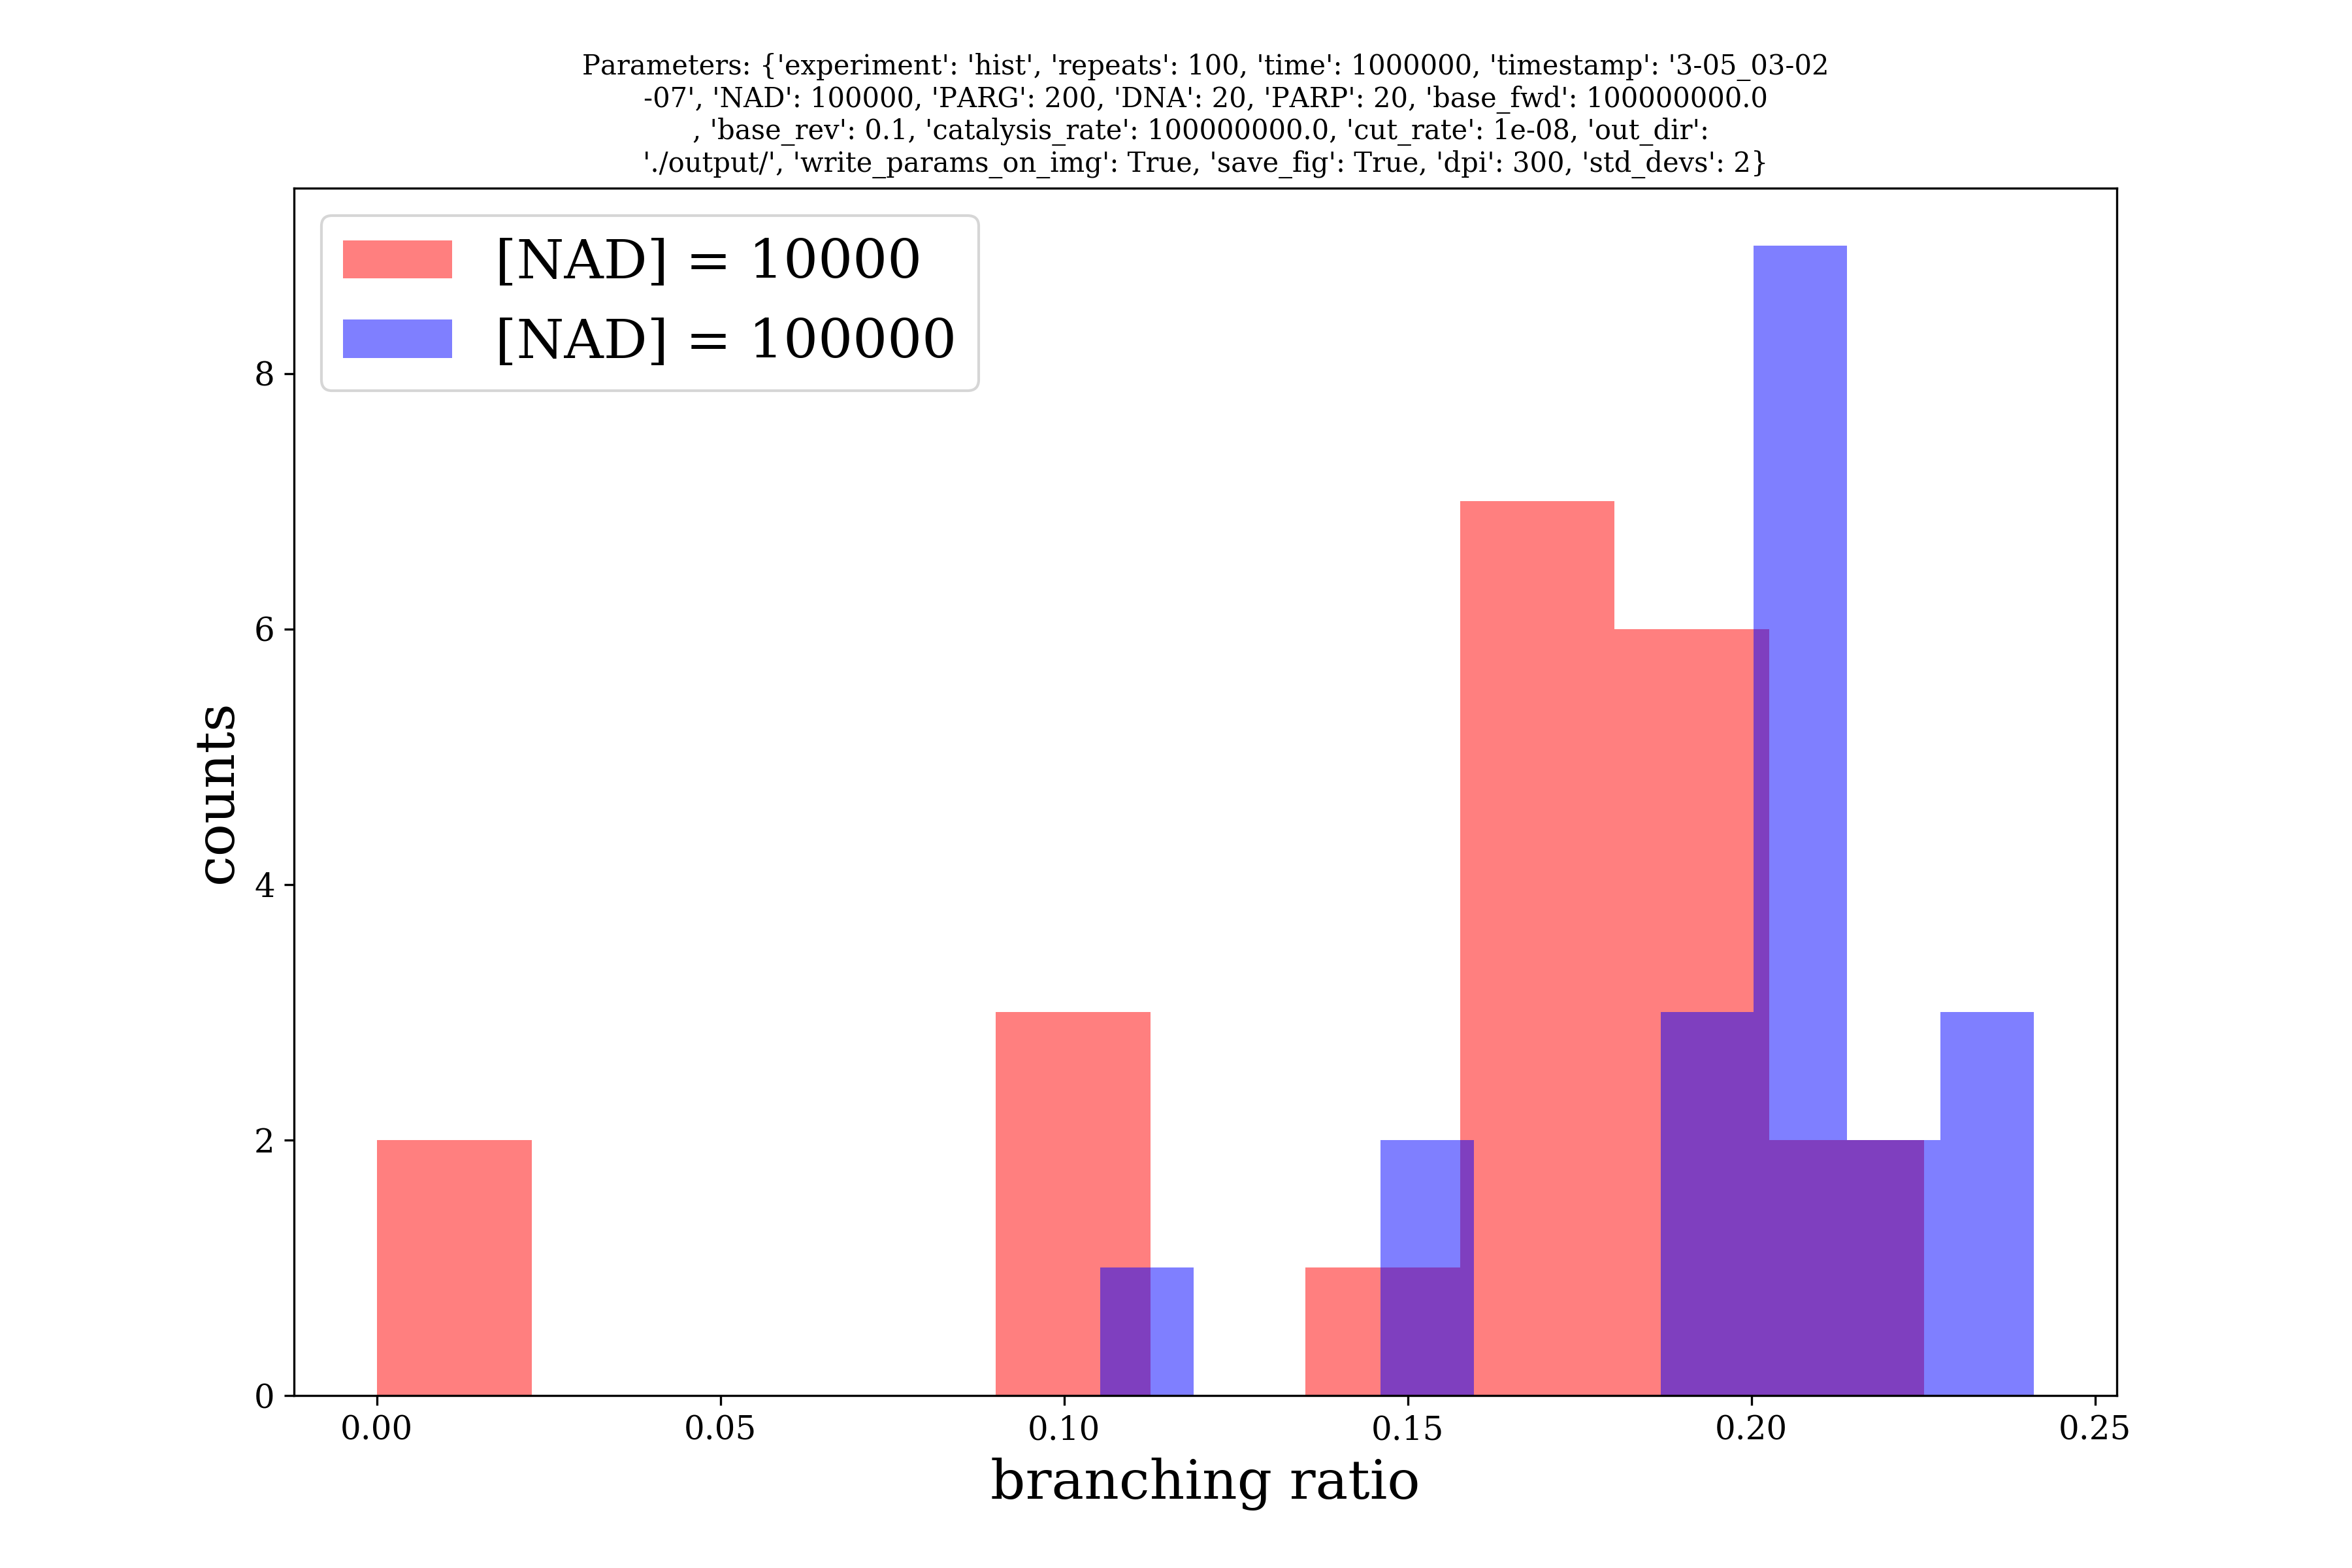 Parameters: {'experiment': 'hist', 'repeats': 100, 'time': 1000000, 'timestamp': '3-05_03-02
-07', 'NAD': 100000, 'PARG': 200, 'DNA': 20, 'PARP': 20, 'base_fwd': 100000000.0
, 'base_rev': 0.1, 'catalysis_rate': 100000000.0, 'cut_rate': 1e-08, 'out_dir':
'./output/', 'write_params_on_img': True, 'save_fig': True, 'dpi': 300, 'std_devs': 2}
[NAD] = 10000
[NAD] = 100000
8
6
4
2
0
counts
0.00 0.05 0.10 0.15 0.20 0.25
branching ratio